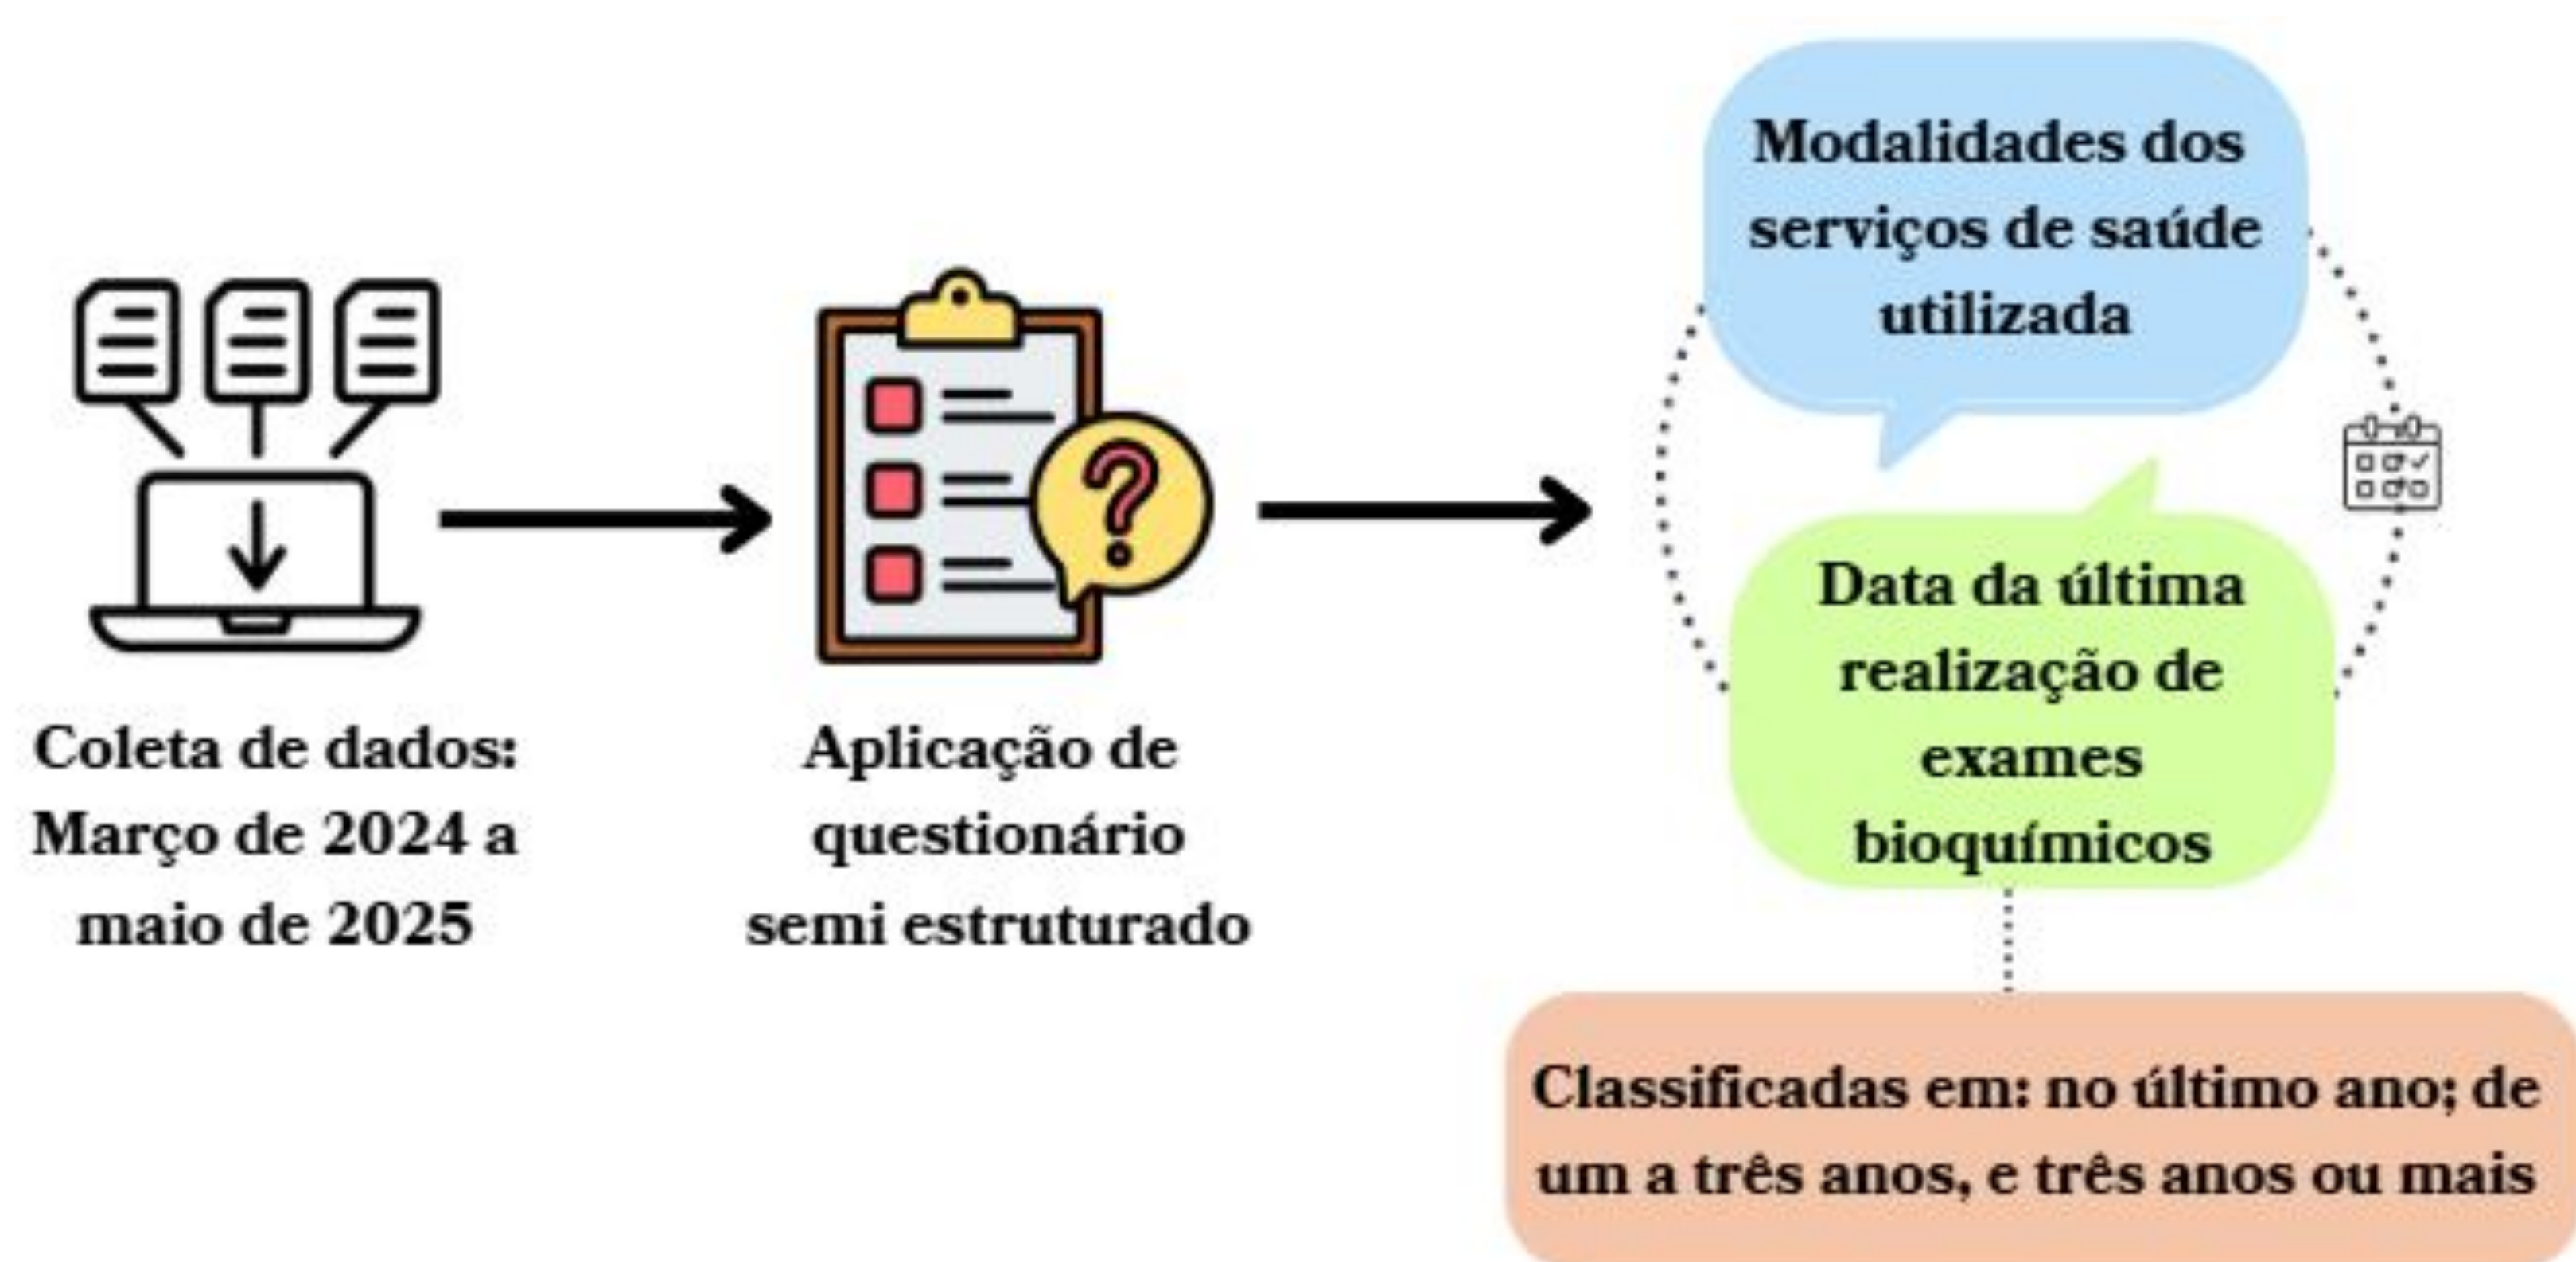 Coleta de dados:
Março de 2024 a
maio de 2025
Aplicação de
questionário
semi estruturado
Modalidades dos
serviços de saúde
utilizada
Data da última
realização de
exames
bioquímicos
Classificadas em: no último ano; de
um a três anos, e três anos ou mais